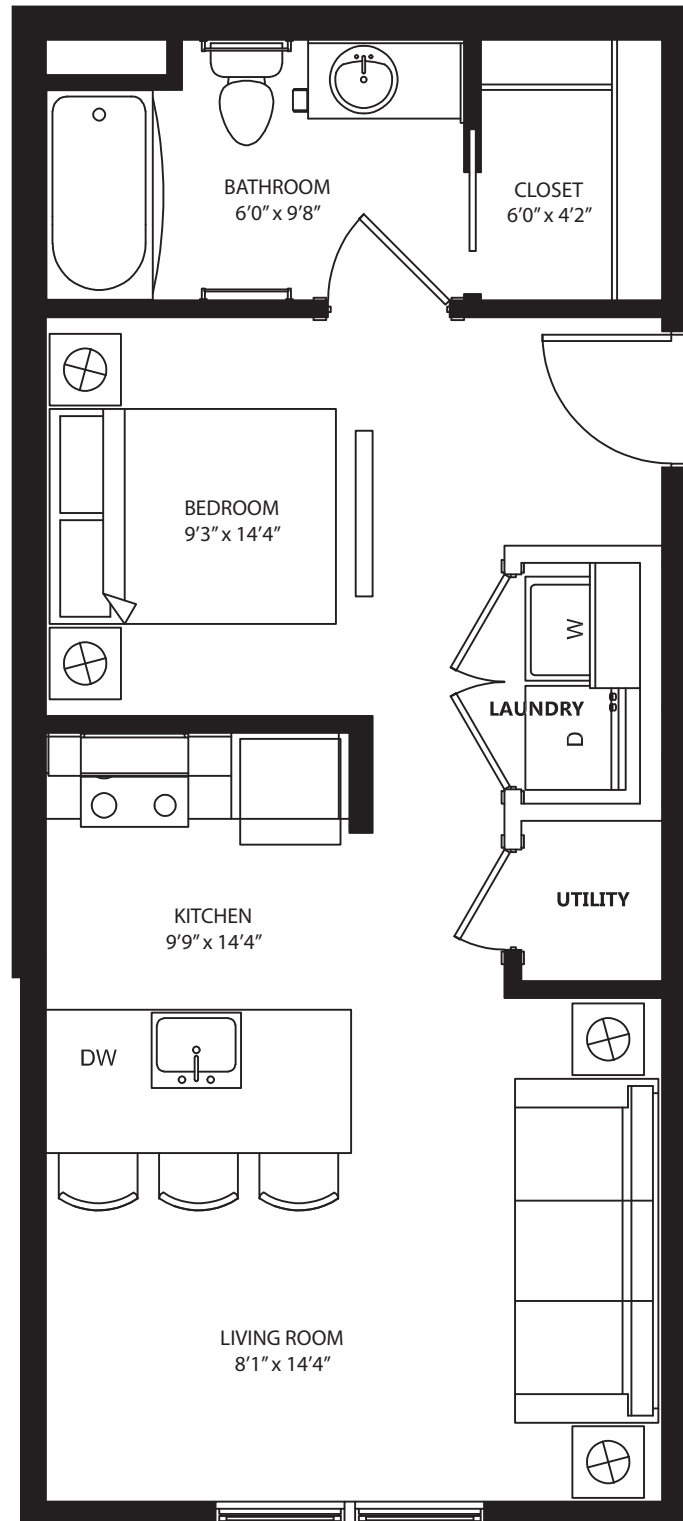 BATHROOM
6’0” x 9’8”
CLOSET
6’0” x 4’2”
BEDROOM
9’3” x 14’4”
W
LAUNDRY
D
UTILITY
KITCHEN
9’9” x 14’4”
DW
LIVING ROOM
8’1” x 14’4”